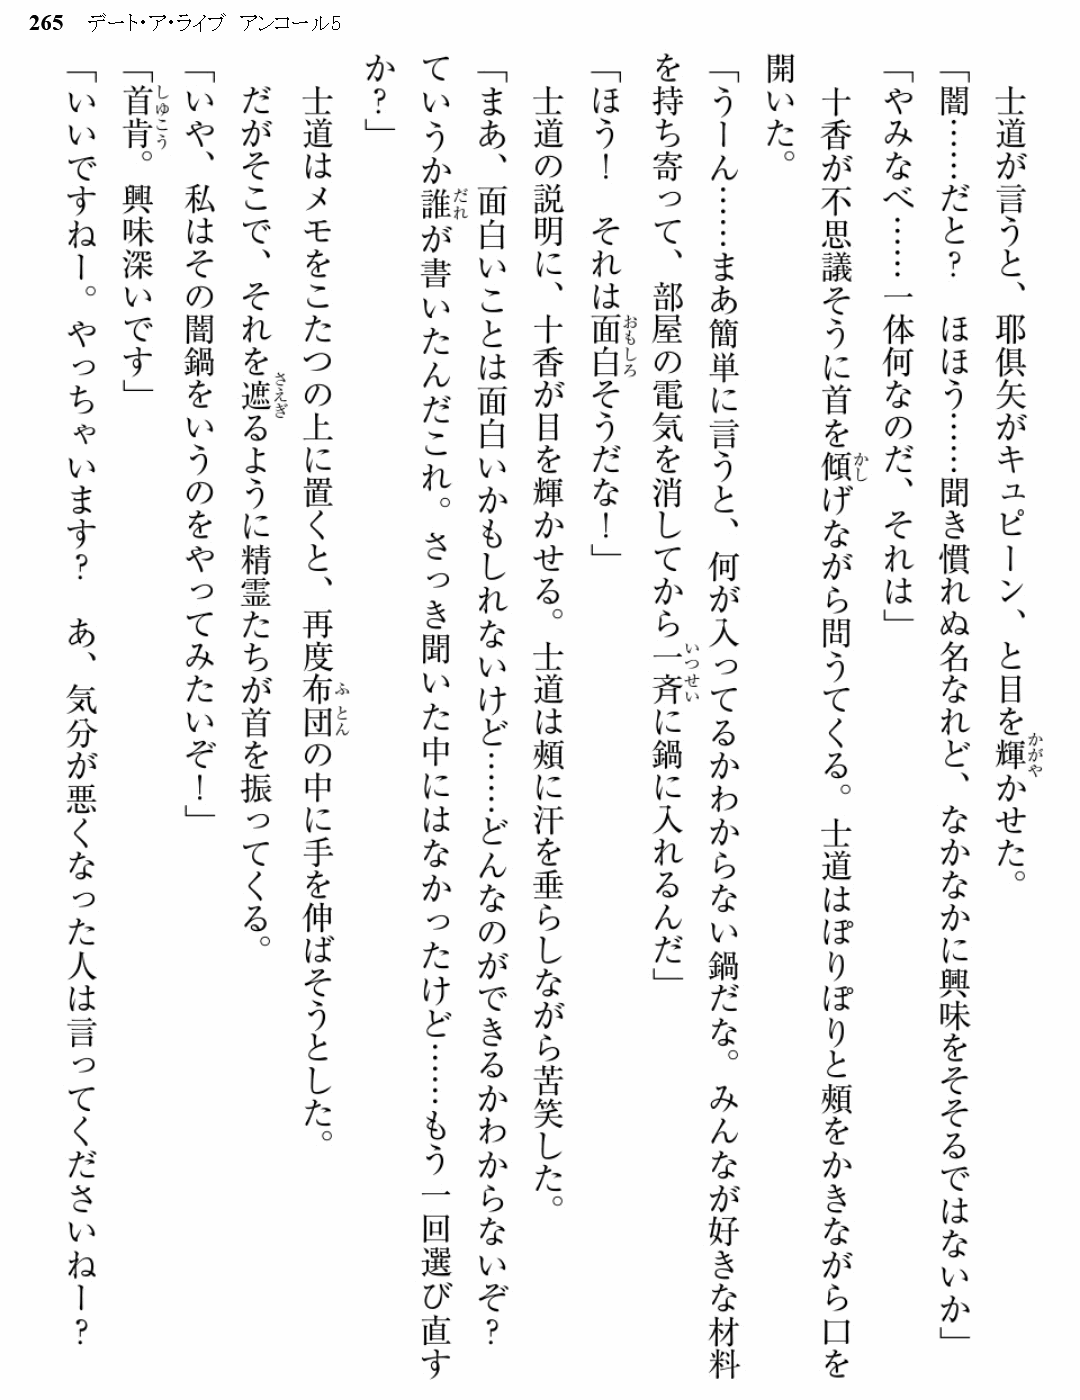 265　デート・ア・ライブ　アンコール5
　士道が言うと、耶倶矢がキュピーン、と目を輝かせた。
「闇……だと？　ほほう……聞き慣れぬ名なれど、なかなかに興味をそそるではないか」
「やみなべ……一体何なのだ、それは」
　十香が不思議そうに首を傾げながら問うてくる。士道はぽりぽりと頰をかきながら口を
開いた。
「うーん……まあ簡単に言うと、何が入ってるかわからない鍋だな。みんなが好きな材料
を持ち寄って、部屋の電気を消してから一斉に鍋に入れるんだ」
「ほう！　それは面白そうだな！」
　士道の説明に、十香が目を輝かせる。士道は頰に汗を垂らしながら苦笑した。
「まあ、面白いことは面白いかもしれないけど……どんなのができるかわからないぞ？
ていうか誰が書いたんだこれ。さっき聞いた中にはなかったけど……もう一回選び直す
か？」
　士道はメモをこたつの上に置くと、再度布団の中に手を伸ばそうとした。
　だがそこで、それを遮るように精霊たちが首を振ってくる。
「いや、私はその闇鍋をいうのをやってみたいぞ！」
「首肯。興味深いです」
「いいですねー。やっちゃいます？　あ、気分が悪くなった人は言ってくださいねー？